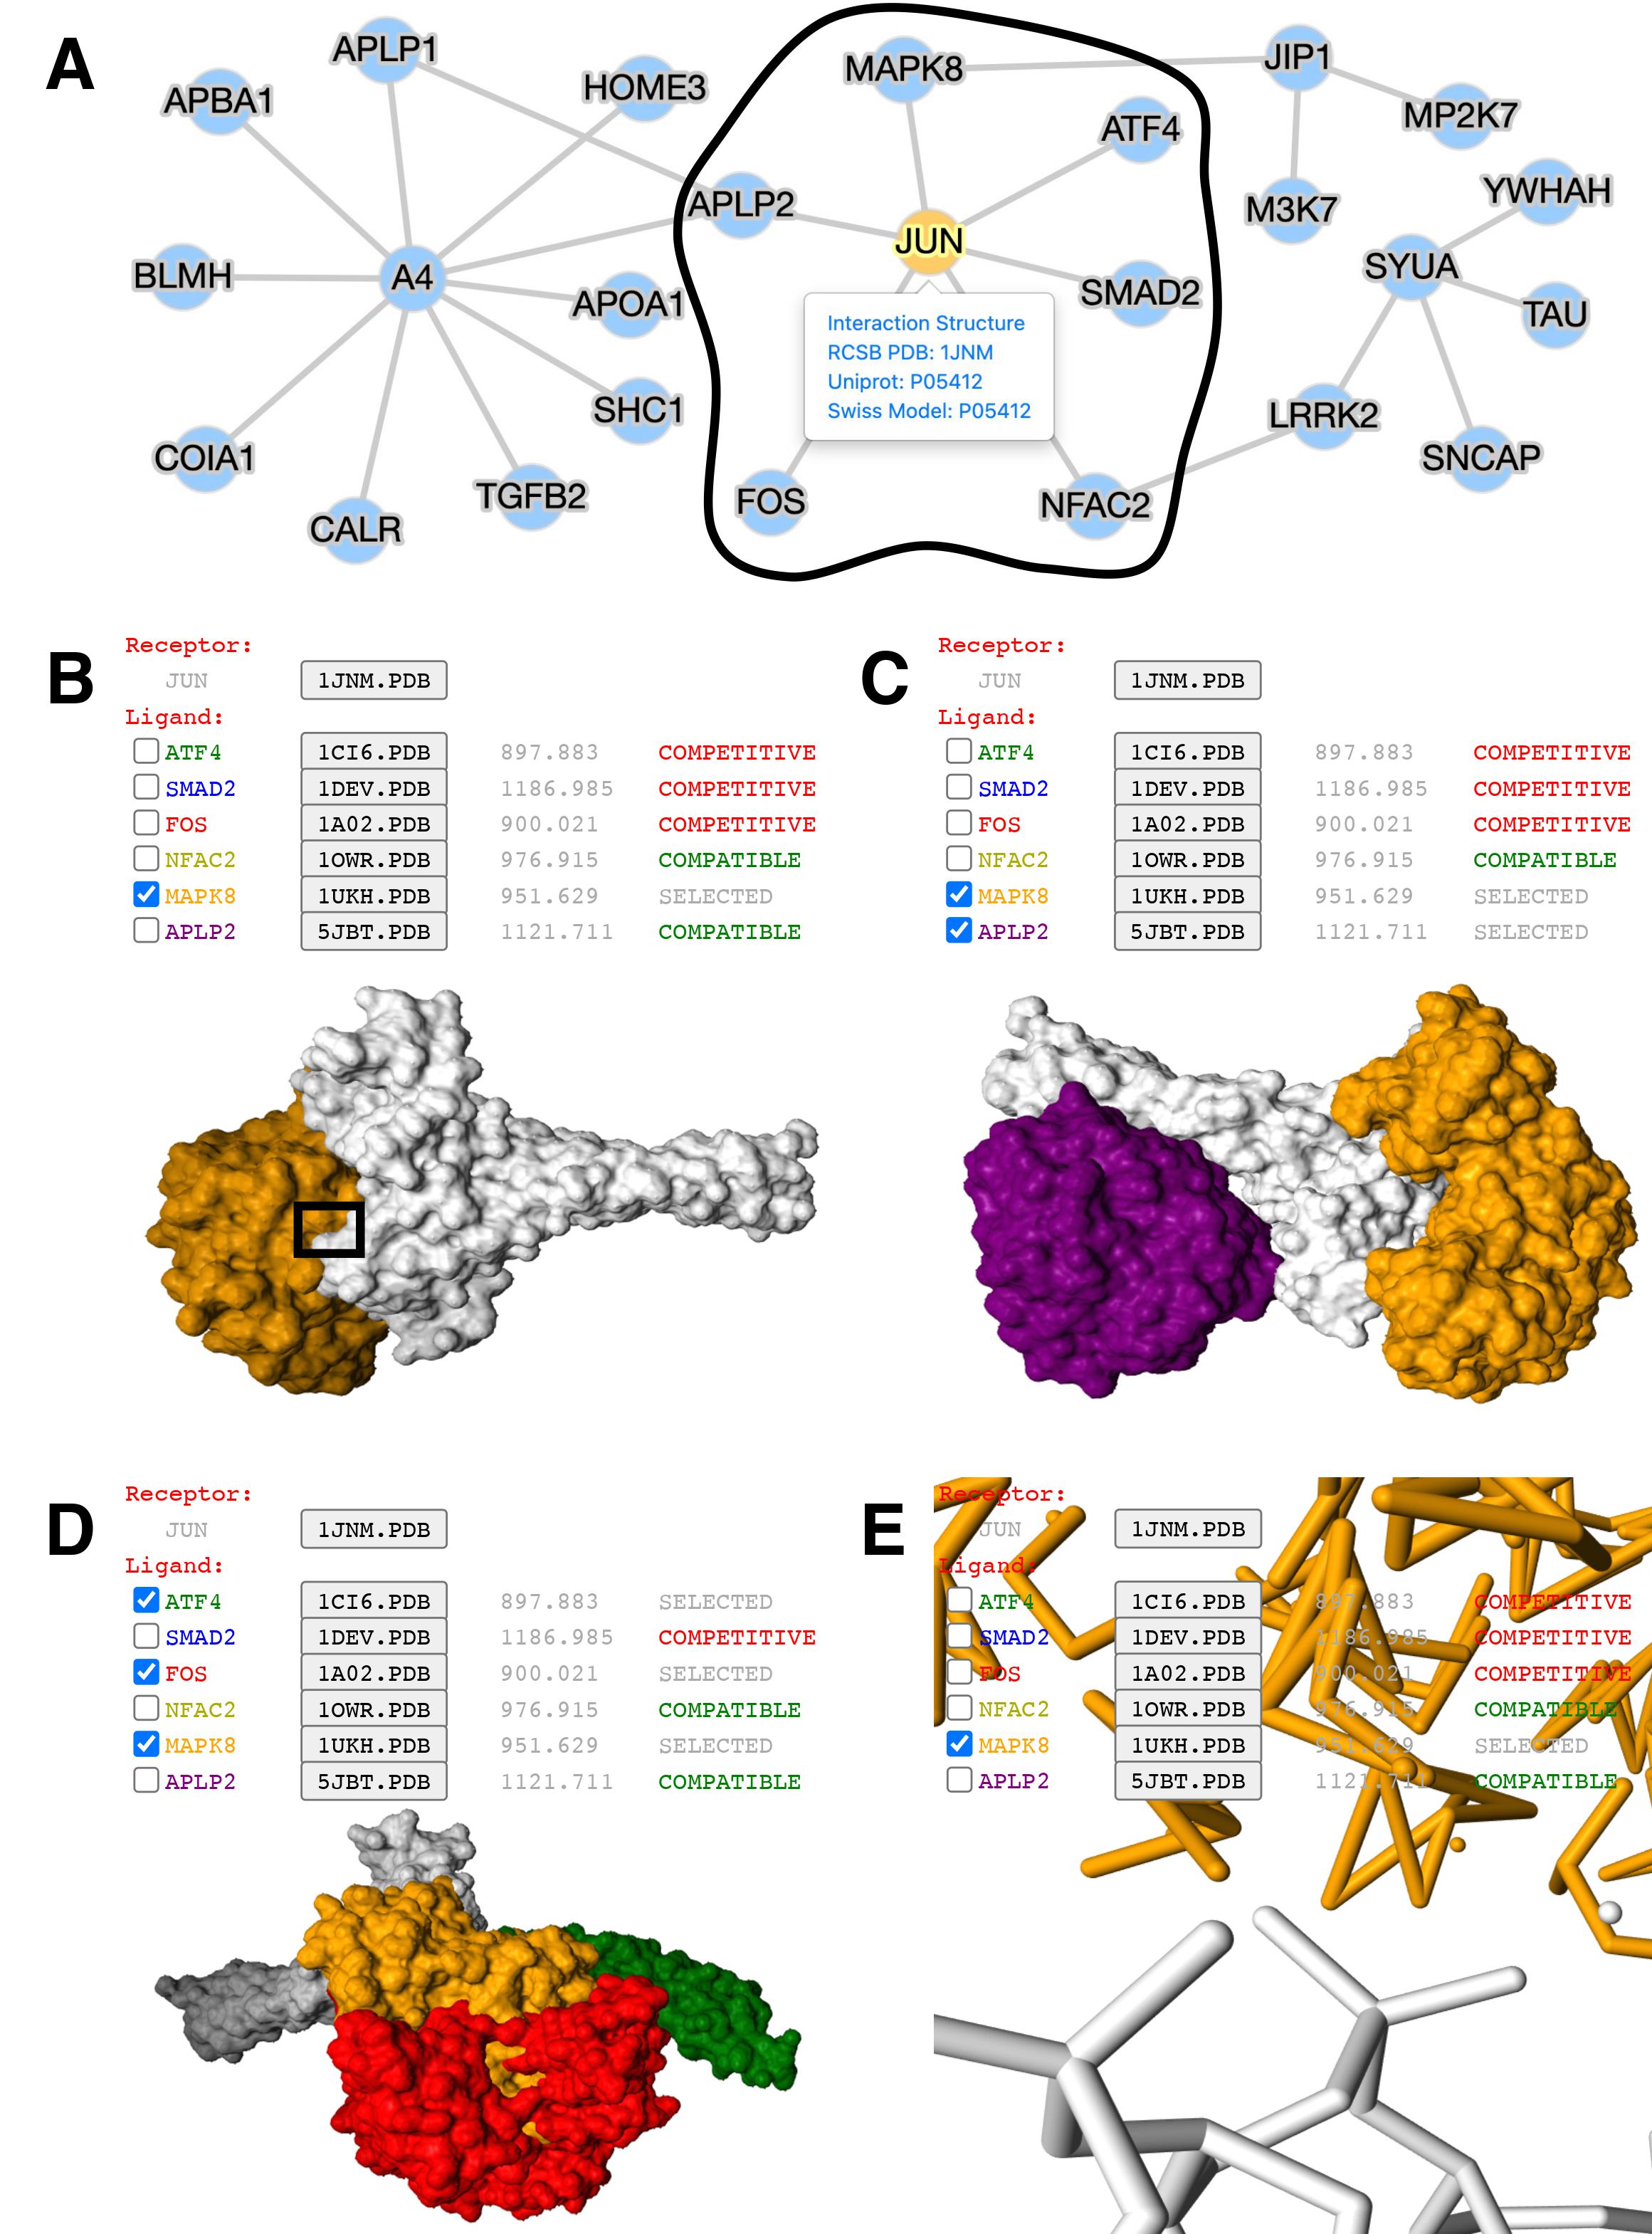 A
APLP1
HOME3
APBA1
MAPK8
JIP1
MP2K7
ATF4
APLP2
YWHAH
M3K7
JUN
SYUA
BLMH
A4
APOA1
SMAD2
TAU
Interaction Structure
RCSB PDB: 1JNM
Uniprot: P05412
Swiss Model: P05412
SHC1
LRRK2
COIA1
SNCAP
TGFB2
FOS
NFAC2
CALR
B
Receptor:
JUN 1JNM.PDB
Ligand:
ATF4 1CI6.PDB 897.883 COMPETITIVE
SMAD2 1DEV.PDB 1186.985 COMPETITIVE
FOS 1A02.PDB 900.021 COMPETITIVE
NFAC2 1OWR.PDB 976.915 COMPATIBLE
MAPK8 1UKH.PDB 951.629 SELECTED
APLP2 5JBT.PDB 1121.711 COMPATIBLE
C
Receptor:
JUN 1JNM.PDB
Ligand:
ATF4 1CI6.PDB 897.883 COMPETITIVE
SMAD2 1DEV.PDB 1186.985 COMPETITIVE
FOS 1A02.PDB 900.021 COMPETITIVE
NFAC2 1OWR.PDB 976.915 COMPATIBLE
MAPK8 1UKH.PDB 951.629 SELECTED
APLP2 5JBT.PDB 1121.711 SELECTED
D
Receptor:
JUN 1JNM.PDB
Ligand:
ATF4 1CI6.PDB 897.883 SELECTED
SMAD2 1DEV.PDB 1186.985 COMPETITIVE
FOS 1A02.PDB 900.021 SELECTED
NFAC2 1OWR.PDB 976.915 COMPATIBLE
MAPK8 1UKH.PDB 951.629 SELECTED
APLP2 5JBT.PDB 1121.711 COMPATIBLE
E
Receptor:
JUN 1JNM.PDB
Ligand:
ATF4 1CI6.PDB 897.883 COMPETITIVE
SMAD2 1DEV.PDB 1186.985 COMPETITIVE
FOS 1A02.PDB 900.021 COMPETITIVE
NFAC2 1OWR.PDB 976.915 COMPATIBLE
MAPK8 1UKH.PDB 951.629 SELECTED
APLP2 5JBT.PDB 1121.711 COMPATIBLE